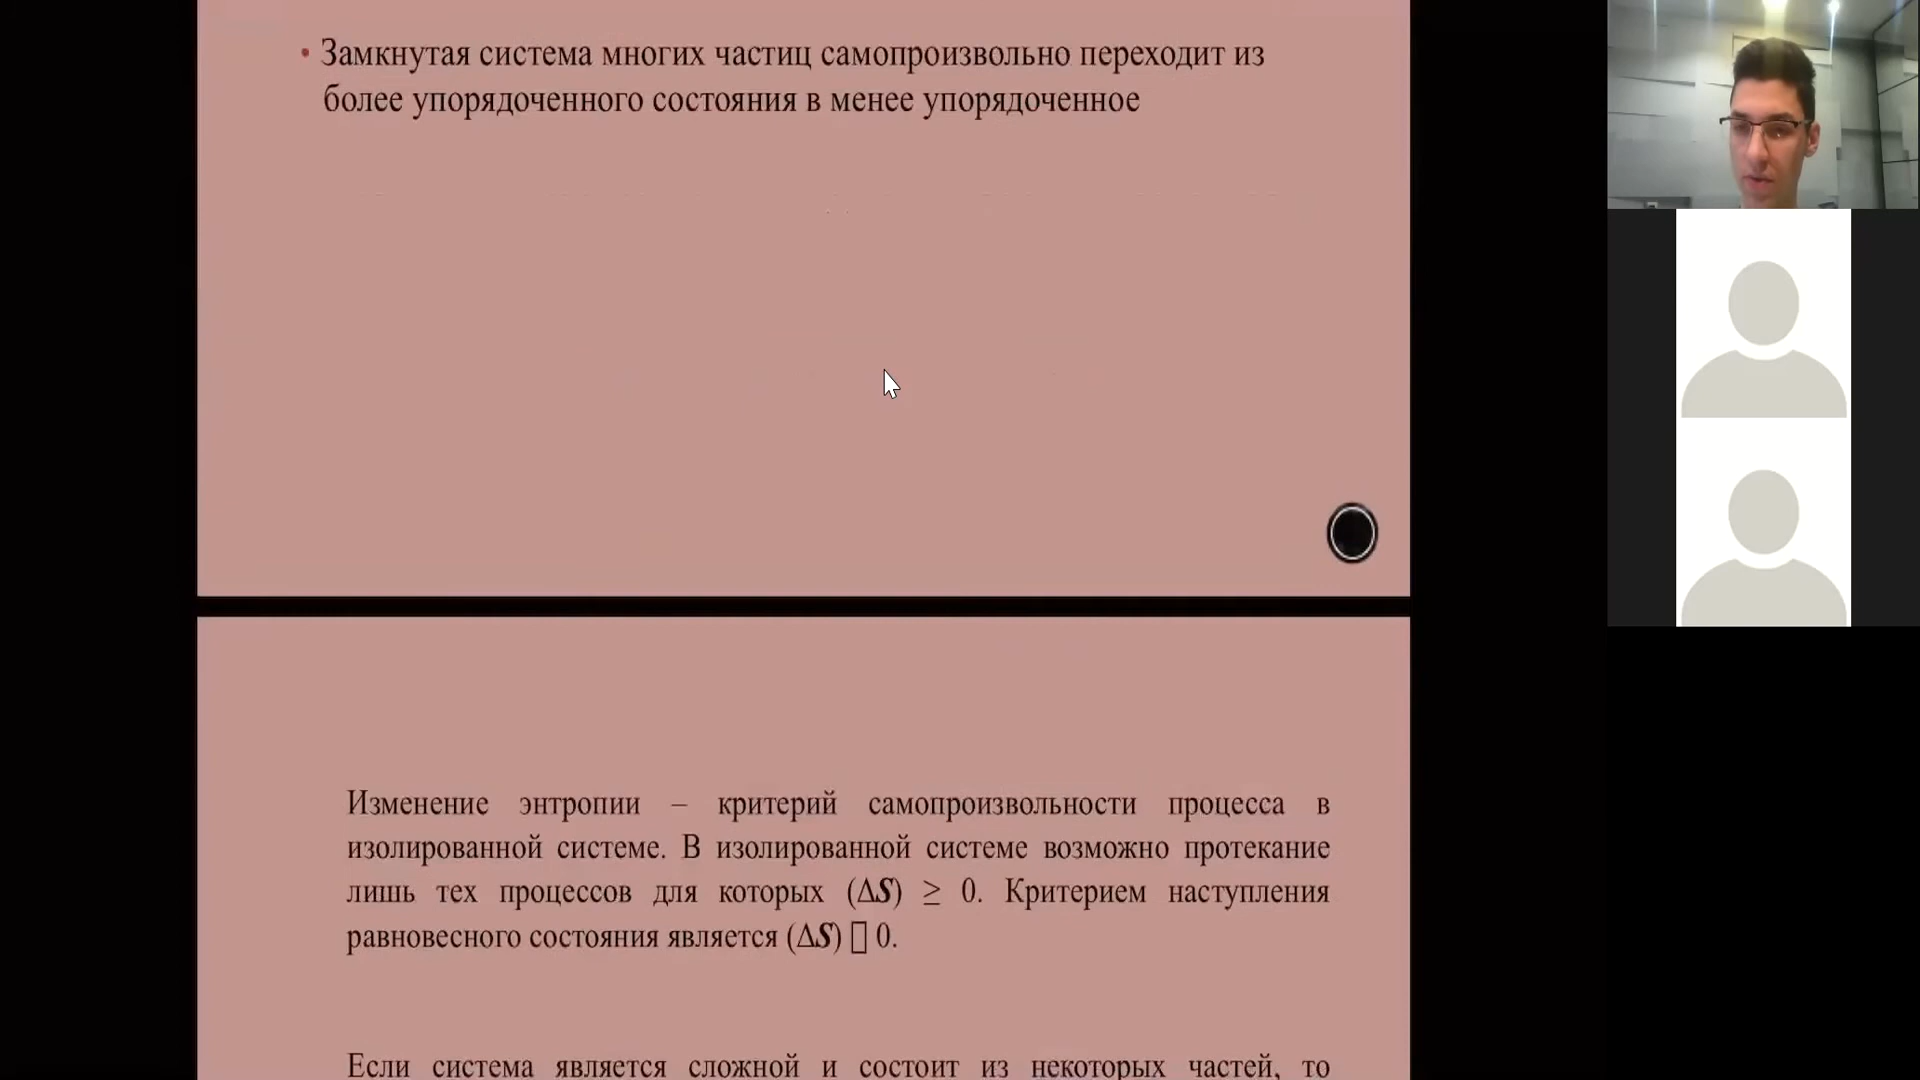 • Замкнутая система многих частиц самопроизвольно переходит из
более упорядоченного состояния в менее упорядоченное
Изменение энтропии – критерий самопроизвольности процесса в
изолированной системе. В изолированной системе возможно протекание
лишь тех процессов для которых (ΔS) ≥ 0. Критерием наступления
равновесного состояния является (ΔS) ▯ 0.
Если система является сложной и состоит из некоторых частей, то